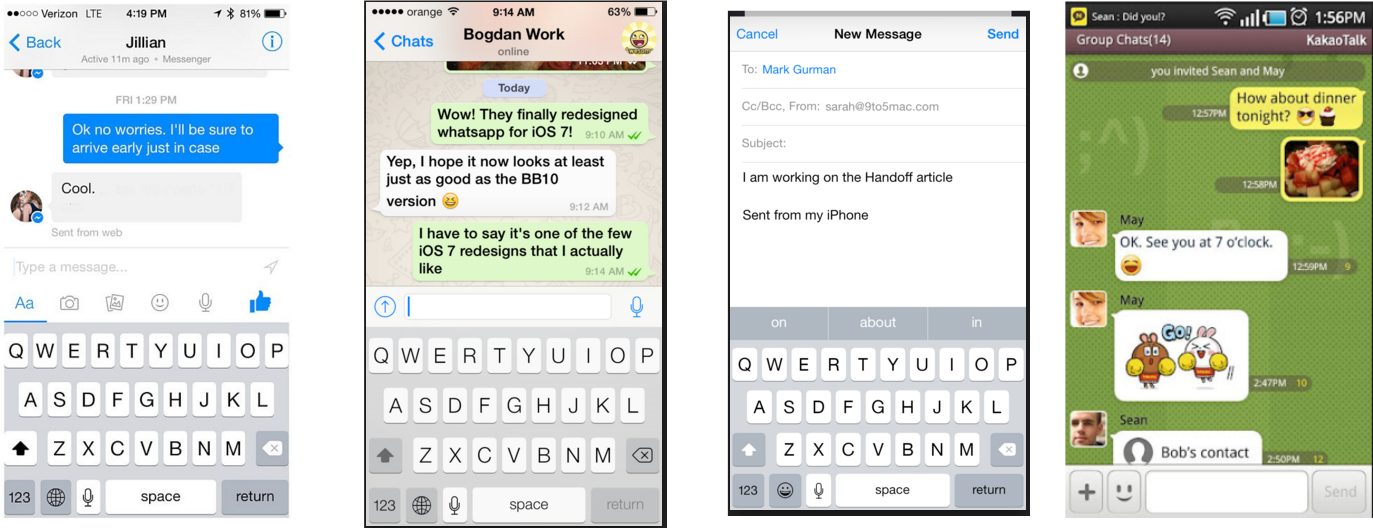 Verizon LTE 4:19 PM 81%
Back
Jillian
Active 11m ago • Messenger
FRI 1:29 PM
Ok no worries. I'll be sure to
arrive early just in case
Cool.
Sent from web
Type a message...
Aa
Q W E R T Y U I O P
A S D F G H J K L
Z X C V B N M
123 space return
orange 9:14 AM 63%
Chats
Bogdan Work
online
11:03 PM
Today
Wow! They finally redesigned
whatsapp for iOS 7!
9:10 AM
Yep, I hope it now looks at least
just as good as the BB10
version 😆
9:12 AM
I have to say it's one of the few
iOS 7 redesigns that I actually
like
9:14 AM
Q W E R T Y U I O P
A S D F G H J K L
Z X C V B N M
123 space return
Cancel New Message Send
To: Mark Gurman
Cc/Bcc, From: sarah@9to5mac.com
Subject:
I am working on the Handoff article
Sent from my iPhone
on about in
Q W E R T Y U I O P
A S D F G H J K L
Z X C V B N M
123 space return
Sean : Did you!? 1:56PM
Group Chats(14) KakaoTalk
you invited Sean and May
How about dinner
tonight? 😎 🧁
12:57PM
12:58PM
May
OK. See you at 7 o'clock.
😄
12:59PM 9
May
GO!
2:47PM 10
Sean
Bob's contact
2:50PM 12
+ Send